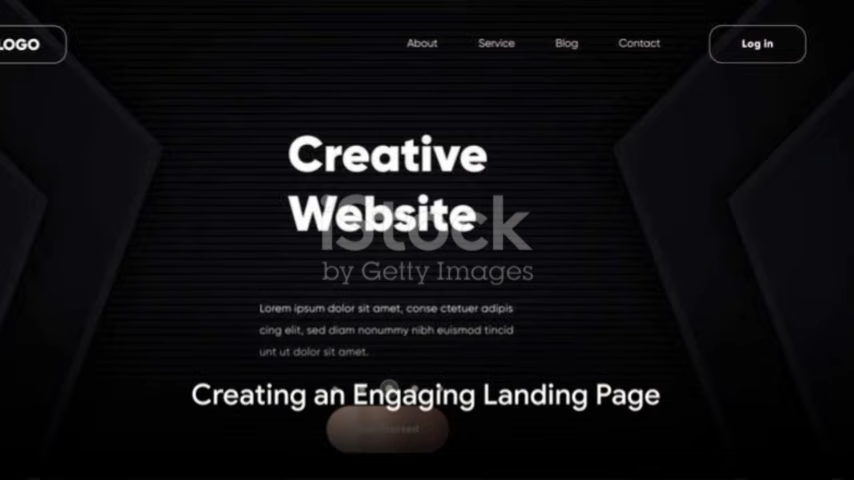 LOGO
About
Service
Blog
Contact
Log in
Creative
Website
iStock
by Getty Images
Lorem ipsum dolor sit amet, conse ctetuer adipis
cing elit, sed diam nonummy nibh euismod tincid
unt ut dolor sit amet.
Creating an Engaging Landing Page